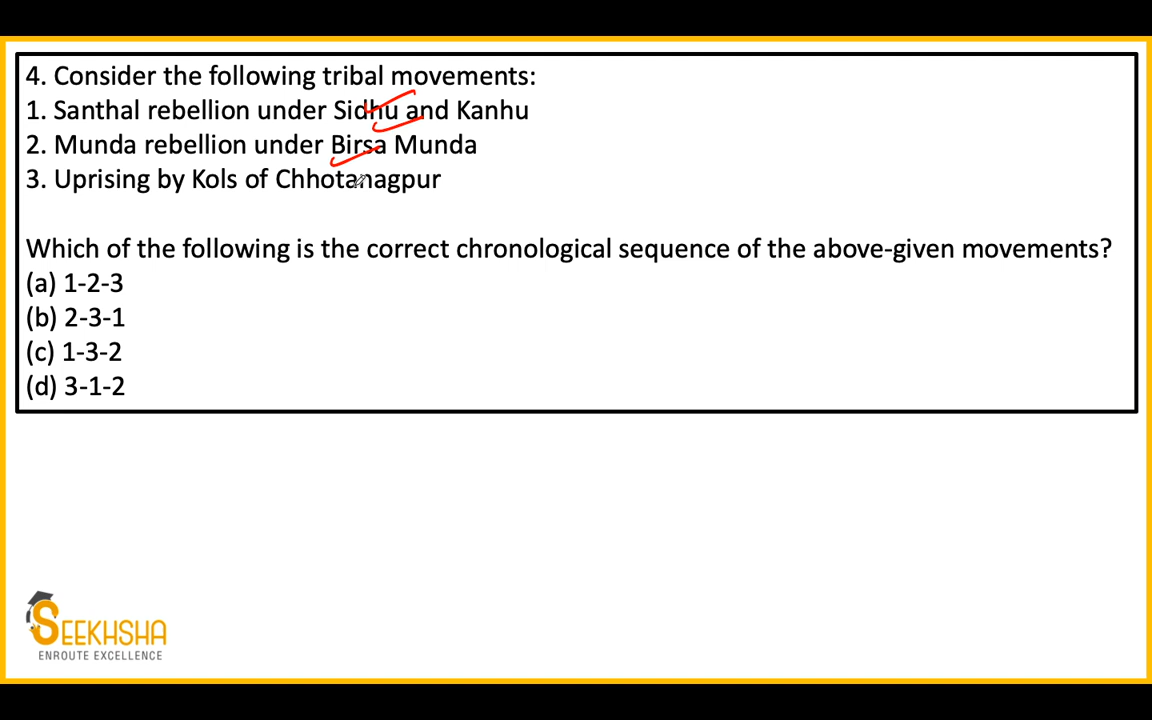 4. Consider the following tribal movements:
1. Santhal rebellion under Sidhu and Kanhu
2. Munda rebellion under Birsa Munda
3. Uprising by Kols of Chhotanagpur
Which of the following is the correct chronological sequence of the above-given movements?
(a) 1-2-3
(b) 2-3-1
(c) 1-3-2
(d) 3-1-2
SEEKHSHA
ENROUTE EXCELLENCE